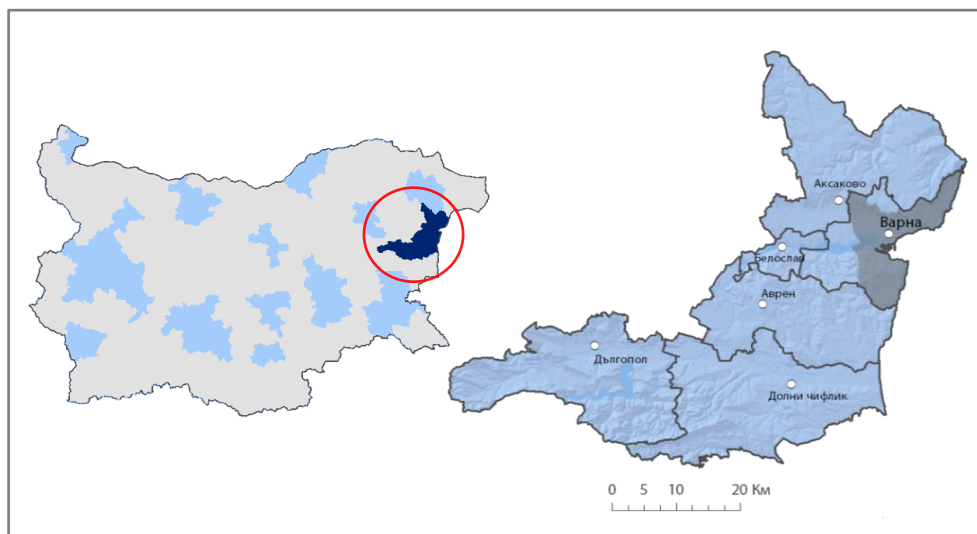 Аксаково
Варна
Белослав
Аврен
Дългопол
Долни чифлик
0 5 10 20 Км